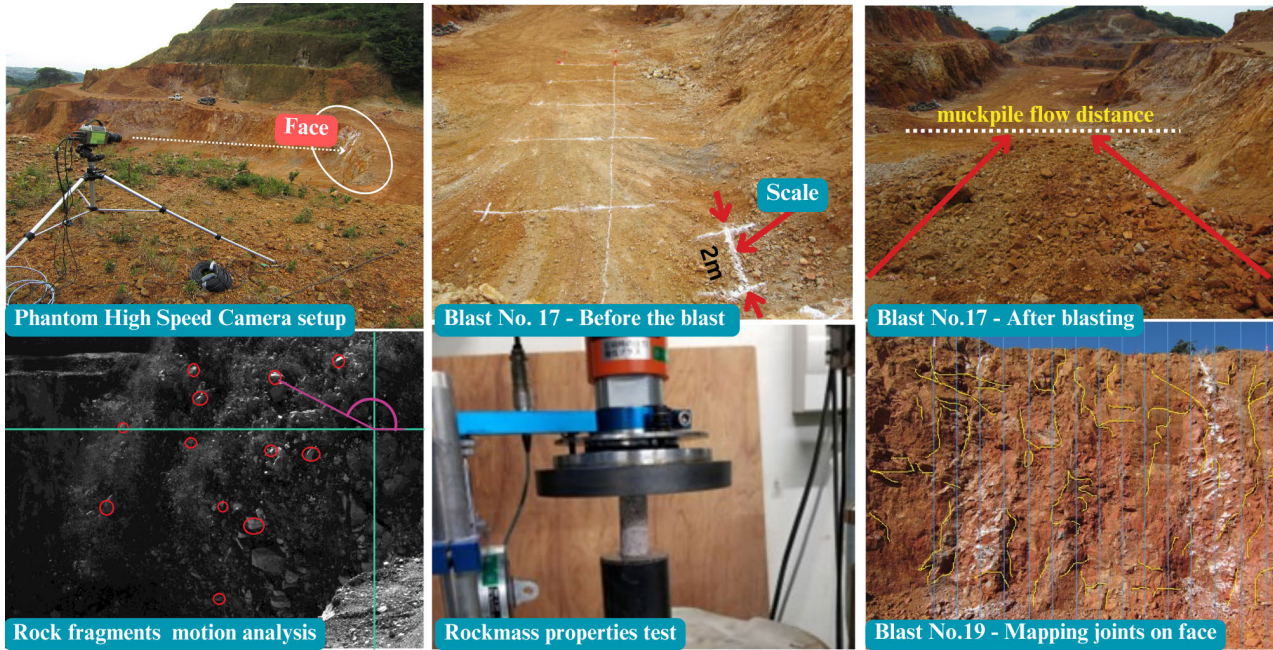 Face
Phantom High Speed Camera setup
Scale
2m
Blast No. 17 - Before the blast
muckpile flow distance
Blast No.17 - After blasting
Rock fragments motion analysis
Rockmass properties test
Blast No.19 - Mapping joints on face